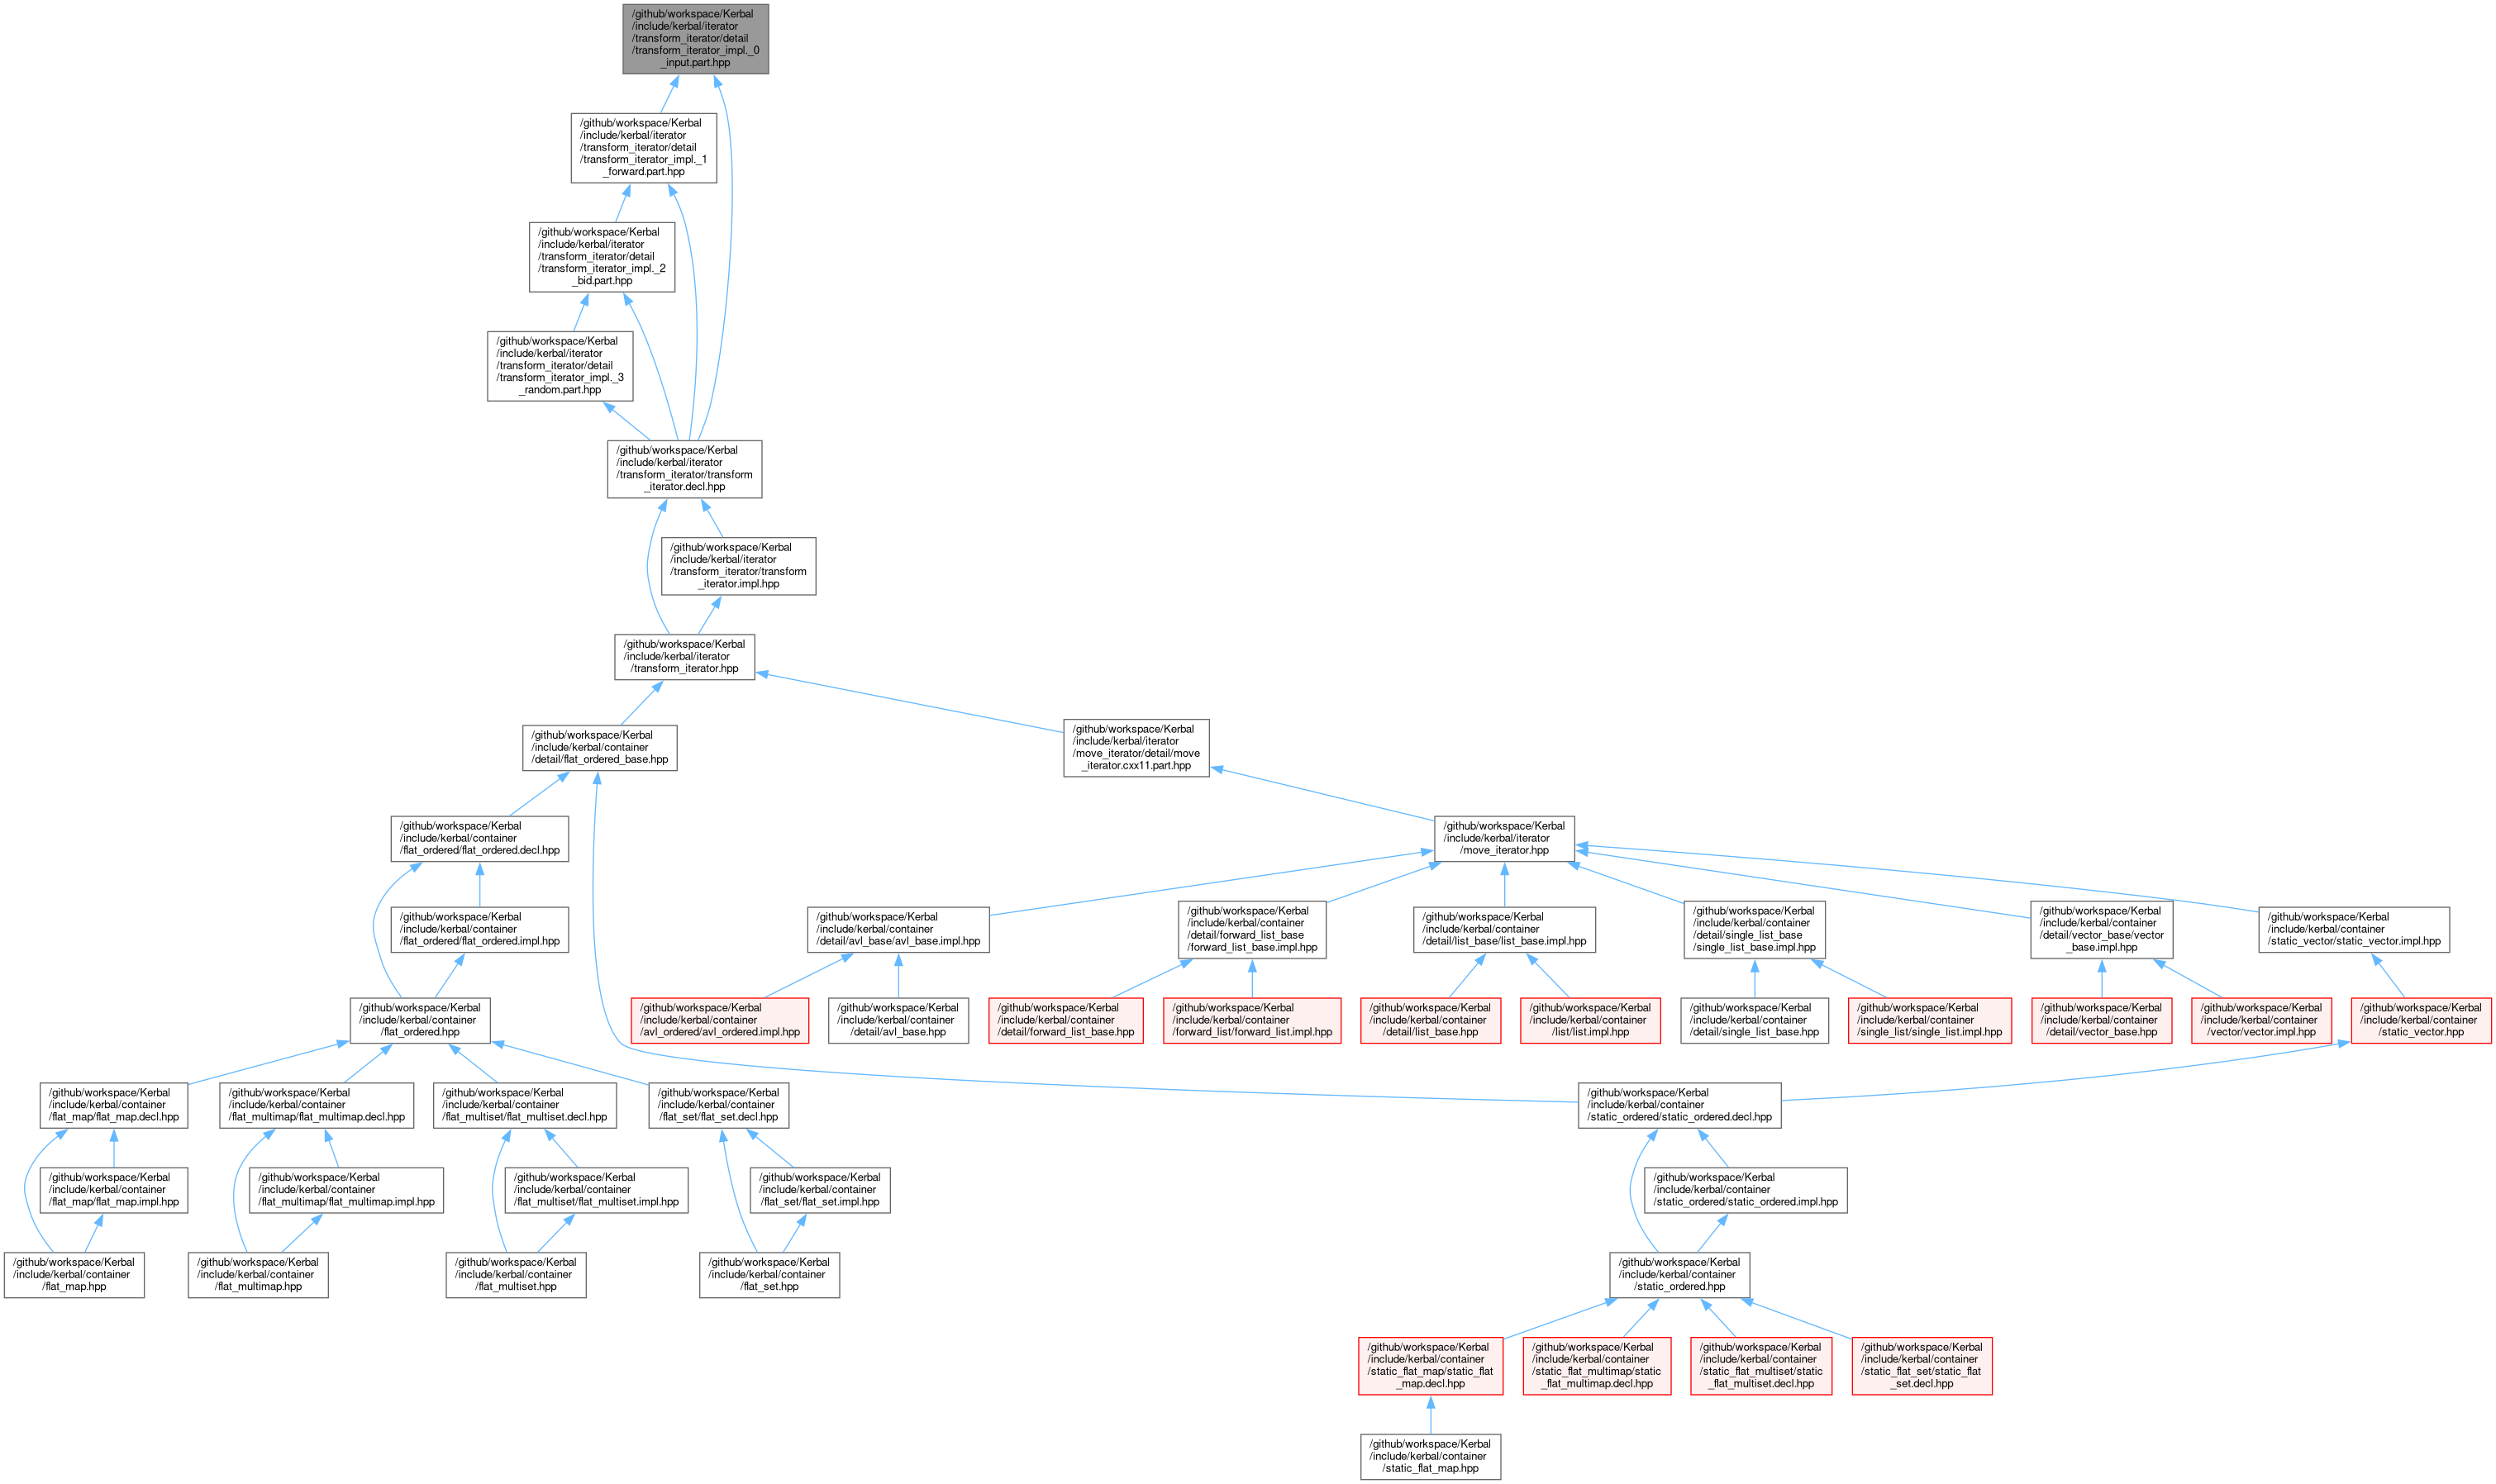 /github/workspace/Kerbal
/include/kerbal/iterator
/transform_iterator/detail
/transform_iterator_impl._0
_input.part.hpp
/github/workspace/Kerbal
/include/kerbal/iterator
/transform_iterator/detail
/transform_iterator_impl._1
_forward.part.hpp
/github/workspace/Kerbal
/include/kerbal/iterator
/transform_iterator/detail
/transform_iterator_impl._2
_bid.part.hpp
/github/workspace/Kerbal
/include/kerbal/iterator
/transform_iterator/detail
/transform_iterator_impl._3
_random.part.hpp
/github/workspace/Kerbal
/include/kerbal/iterator
/transform_iterator/transform
_iterator.decl.hpp
/github/workspace/Kerbal
/include/kerbal/iterator
/transform_iterator/transform
_iterator.impl.hpp
/github/workspace/Kerbal
/include/kerbal/iterator
/transform_iterator.hpp
/github/workspace/Kerbal
/include/kerbal/container
/detail/flat_ordered_base.hpp
/github/workspace/Kerbal
/include/kerbal/iterator
/move_iterator/detail/move
_iterator.cxx11.part.hpp
/github/workspace/Kerbal
/include/kerbal/container
/flat_ordered/flat_ordered.decl.hpp
/github/workspace/Kerbal
/include/kerbal/iterator
/move_iterator.hpp
/github/workspace/Kerbal
/include/kerbal/container
/flat_ordered/flat_ordered.impl.hpp
/github/workspace/Kerbal
/include/kerbal/container
/detail/avl_base/avl_base.impl.hpp
/github/workspace/Kerbal
/include/kerbal/container
/detail/forward_list_base
/forward_list_base.impl.hpp
/github/workspace/Kerbal
/include/kerbal/container
/detail/list_base/list_base.impl.hpp
/github/workspace/Kerbal
/include/kerbal/container
/detail/single_list_base
/single_list_base.impl.hpp
/github/workspace/Kerbal
/include/kerbal/container
/detail/vector_base/vector
_base.impl.hpp
/github/workspace/Kerbal
/include/kerbal/container
/static_vector/static_vector.impl.hpp
/github/workspace/Kerbal
/include/kerbal/container
/flat_ordered.hpp
/github/workspace/Kerbal
/include/kerbal/container
/avl_ordered/avl_ordered.impl.hpp
/github/workspace/Kerbal
/include/kerbal/container
/detail/avl_base.hpp
/github/workspace/Kerbal
/include/kerbal/container
/detail/forward_list_base.hpp
/github/workspace/Kerbal
/include/kerbal/container
/forward_list/forward_list.impl.hpp
/github/workspace/Kerbal
/include/kerbal/container
/detail/list_base.hpp
/github/workspace/Kerbal
/include/kerbal/container
/list/list.impl.hpp
/github/workspace/Kerbal
/include/kerbal/container
/detail/single_list_base.hpp
/github/workspace/Kerbal
/include/kerbal/container
/single_list/single_list.impl.hpp
/github/workspace/Kerbal
/include/kerbal/container
/detail/vector_base.hpp
/github/workspace/Kerbal
/include/kerbal/container
/vector/vector.impl.hpp
/github/workspace/Kerbal
/include/kerbal/container
/static_vector.hpp
/github/workspace/Kerbal
/include/kerbal/container
/flat_map/flat_map.decl.hpp
/github/workspace/Kerbal
/include/kerbal/container
/flat_multimap/flat_multimap.decl.hpp
/github/workspace/Kerbal
/include/kerbal/container
/flat_multiset/flat_multiset.decl.hpp
/github/workspace/Kerbal
/include/kerbal/container
/flat_set/flat_set.decl.hpp
/github/workspace/Kerbal
/include/kerbal/container
/static_ordered/static_ordered.decl.hpp
/github/workspace/Kerbal
/include/kerbal/container
/flat_map/flat_map.impl.hpp
/github/workspace/Kerbal
/include/kerbal/container
/flat_multimap/flat_multimap.impl.hpp
/github/workspace/Kerbal
/include/kerbal/container
/flat_multiset/flat_multiset.impl.hpp
/github/workspace/Kerbal
/include/kerbal/container
/flat_set/flat_set.impl.hpp
/github/workspace/Kerbal
/include/kerbal/container
/static_ordered/static_ordered.impl.hpp
/github/workspace/Kerbal
/include/kerbal/container
/flat_map.hpp
/github/workspace/Kerbal
/include/kerbal/container
/flat_multimap.hpp
/github/workspace/Kerbal
/include/kerbal/container
/flat_multiset.hpp
/github/workspace/Kerbal
/include/kerbal/container
/flat_set.hpp
/github/workspace/Kerbal
/include/kerbal/container
/static_ordered.hpp
/github/workspace/Kerbal
/include/kerbal/container
/static_flat_map/static_flat
_map.decl.hpp
/github/workspace/Kerbal
/include/kerbal/container
/static_flat_multimap/static
_flat_multimap.decl.hpp
/github/workspace/Kerbal
/include/kerbal/container
/static_flat_multiset/static
_flat_multiset.decl.hpp
/github/workspace/Kerbal
/include/kerbal/container
/static_flat_set/static_flat
_set.decl.hpp
/github/workspace/Kerbal
/include/kerbal/container
/static_flat_map.hpp